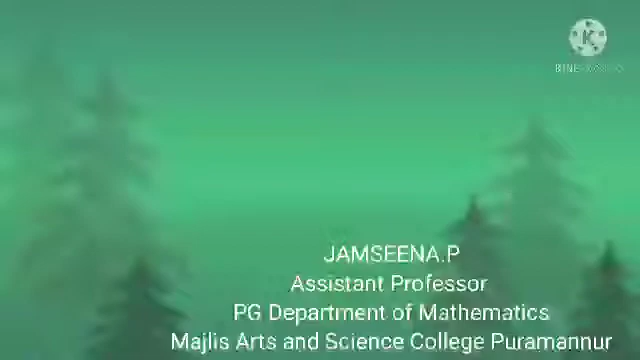 JAMSEENA.P
Assistant Professor
PG Department of Mathematics
Majlis Arts and Science College Puramannur